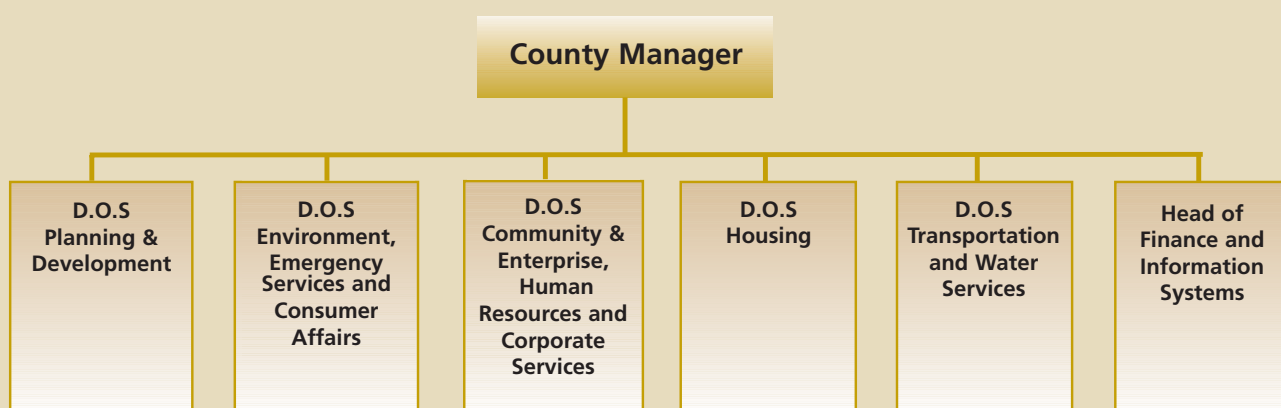 County Manager
D.O.S
Planning &
Development
D.O.S
Environment,
Emergency
Services and
Consumer
Affairs
D.O.S
Community &
Enterprise,
Human
Resources and
Corporate
Services
D.O.S
Housing
D.O.S
Transportation
and Water
Services
Head of
Finance and
Information
Systems